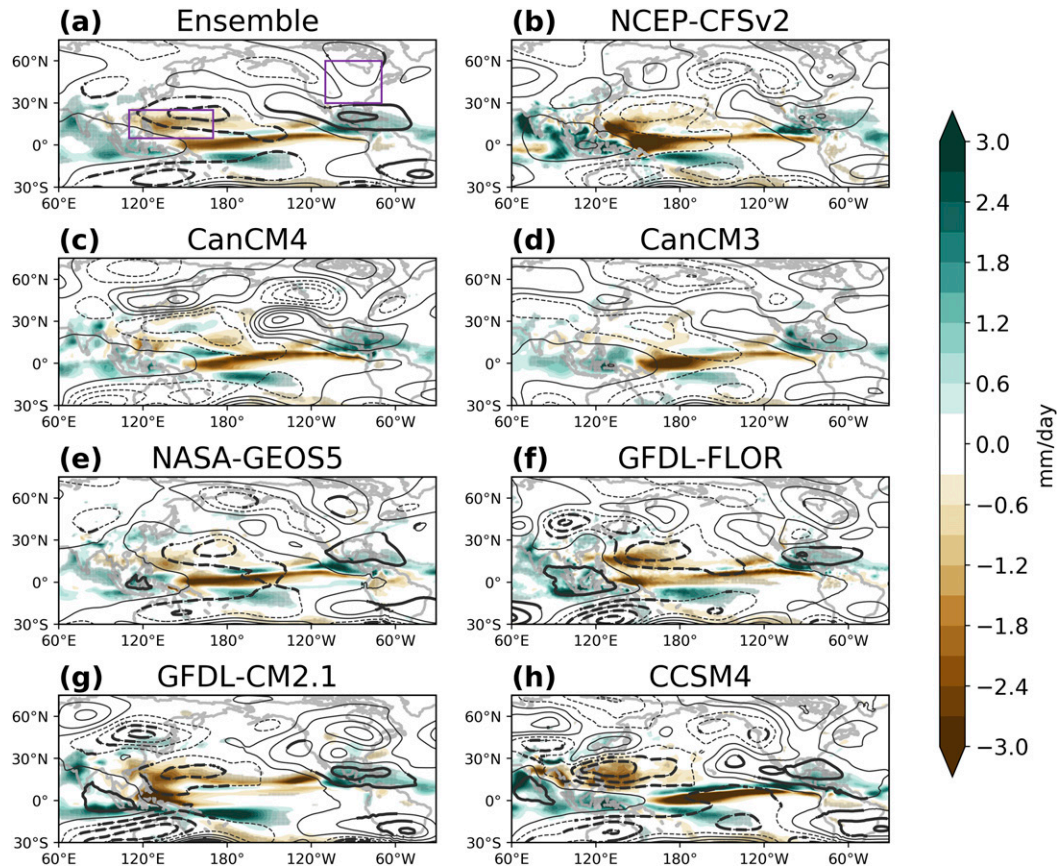 (a) Ensemble
(b) NCEP-CFSv2
60°N
30°N
0°
30°S
60°E 120°E 180° 120°W 60°W
60°N
30°N
0°
30°S
60°E 120°E 180° 120°W 60°W
(c) CanCM4
(d) CanCM3
60°N
30°N
0°
30°S
60°E 120°E 180° 120°W 60°W
60°N
30°N
0°
30°S
60°E 120°E 180° 120°W 60°W
(e) NASA-GEOS5
(f) GFDL-FLOR
60°N
30°N
0°
30°S
60°E 120°E 180° 120°W 60°W
60°N
30°N
0°
30°S
60°E 120°E 180° 120°W 60°W
(g) GFDL-CM2.1
(h) CCSM4
60°N
30°N
0°
30°S
60°E 120°E 180° 120°W 60°W
60°N
30°N
0°
30°S
60°E 120°E 180° 120°W 60°W
3.0
2.4
1.8
1.2
0.6
0.0
−0.6
−1.2
−1.8
−2.4
−3.0
mm/day